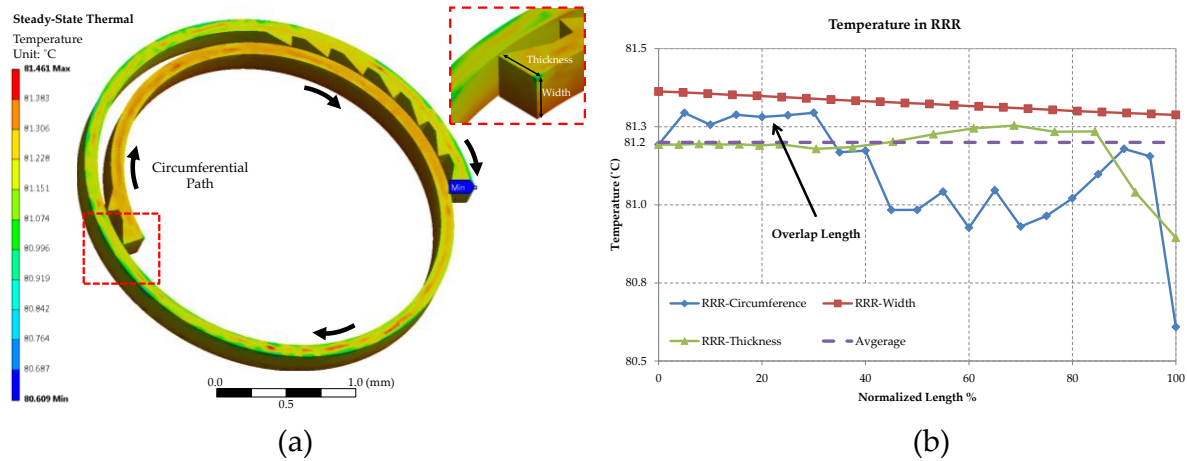 (a)
Steady-State Thermal
Temperature
Unit: ˚C
81.461 Max
81.383
81.306
81.228
81.151
81.074
80.996
80.919
80.842
80.764
80.687
80.609 Min
Circumferential
Path
Thickness
Width
Min
0.0
1.0 (mm)
0.5
(a)
Temperature in RRR
Temperature (˚C)
81.5
81.3
81.2
81.0
80.8
80.5
Overlap Length
RRR-Circumference
RRR-Width
RRR-Thickness
Avgerage
0
20
40
60
80
100
Normalized Length %
(b)